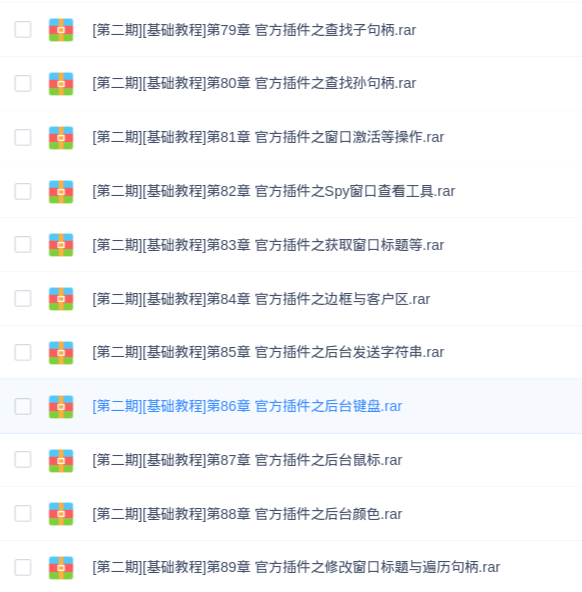 [第二期][基础教程]第79章 官方插件之查找子句柄.rar
[第二期][基础教程]第80章 官方插件之查找孙句柄.rar
[第二期][基础教程]第81章 官方插件之窗口激活等操作.rar
[第二期][基础教程]第82章 官方插件之Spy窗口查看工具.rar
[第二期][基础教程]第83章 官方插件之获取窗口标题等.rar
[第二期][基础教程]第84章 官方插件之边框与客户区.rar
[第二期][基础教程]第85章 官方插件之后台发送字符串.rar
[第二期][基础教程]第86章 官方插件之后台键盘.rar
[第二期][基础教程]第87章 官方插件之后台鼠标.rar
[第二期][基础教程]第88章 官方插件之后台颜色.rar
[第二期][基础教程]第89章 官方插件之修改窗口标题与遍历句柄.rar